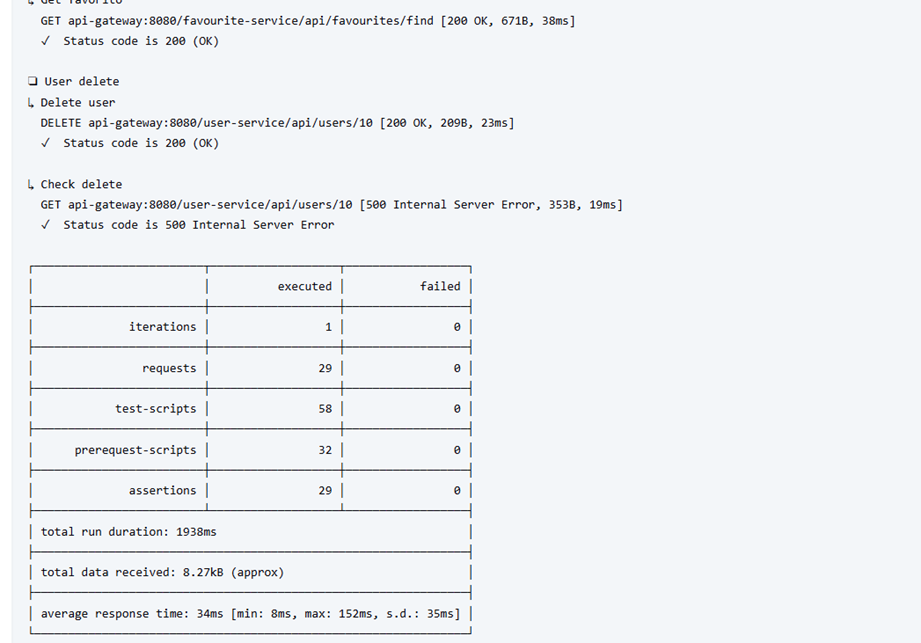 ↳ Get favorito
GET api-gateway:8080/favourite-service/api/favourites/find [200 OK, 671B, 38ms]
✓ Status code is 200 (OK)
❏ User delete
↳ Delete user
DELETE api-gateway:8080/user-service/api/users/10 [200 OK, 209B, 23ms]
✓ Status code is 200 (OK)
↳ Check delete
GET api-gateway:8080/user-service/api/users/10 [500 Internal Server Error, 353B, 19ms]
✓ Status code is 500 Internal Server Error
executed failed
iterations 1 0
requests 29 0
test-scripts 58 0
prerequest-scripts 32 0
assertions 29 0
total run duration: 1938ms
total data received: 8.27kB (approx)
average response time: 34ms [min: 8ms, max: 152ms, s.d.: 35ms]